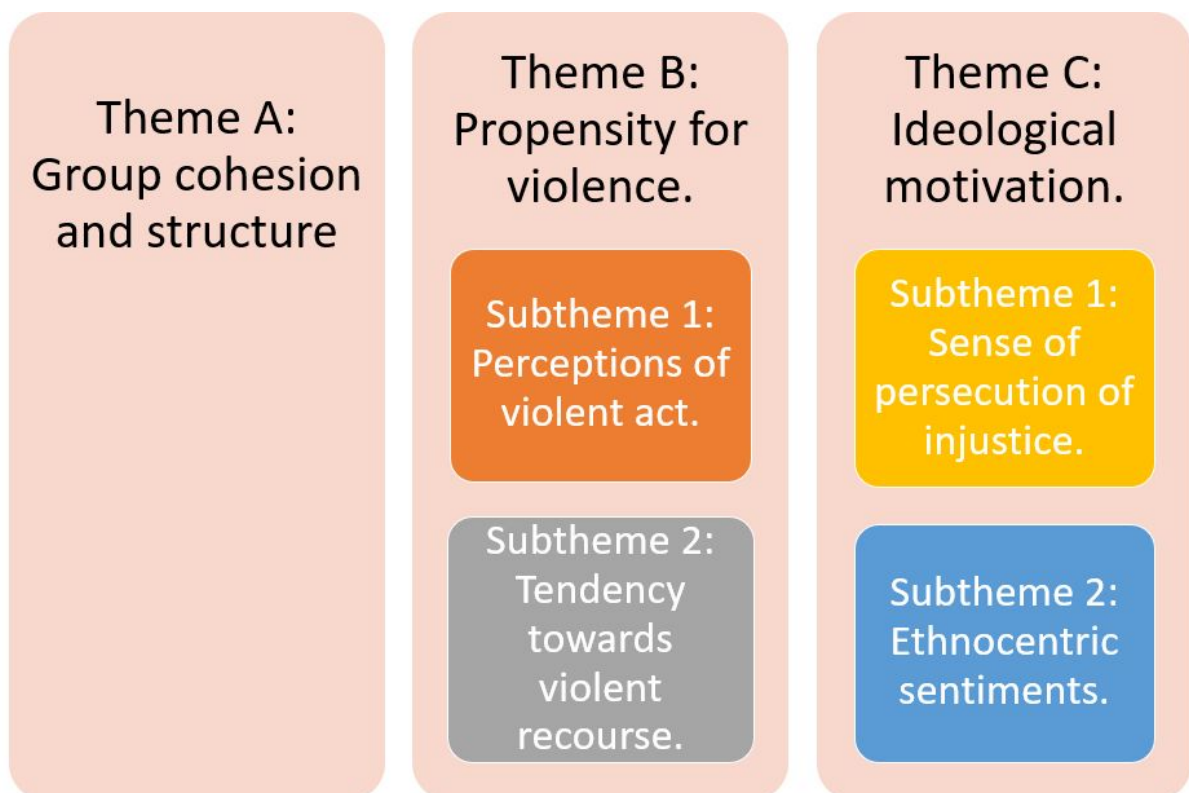 Theme A:
Group cohesion
and structure
Theme B:
Propensity for
violence.
Subtheme 1:
Perceptions of
violent act.
Subtheme 2:
Tendency
towards
violent
recourse.
Theme C:
Ideological
motivation.
Subtheme 1:
Sense of
persecution of
injustice.
Subtheme 2:
Ethnocentric
sentiments.